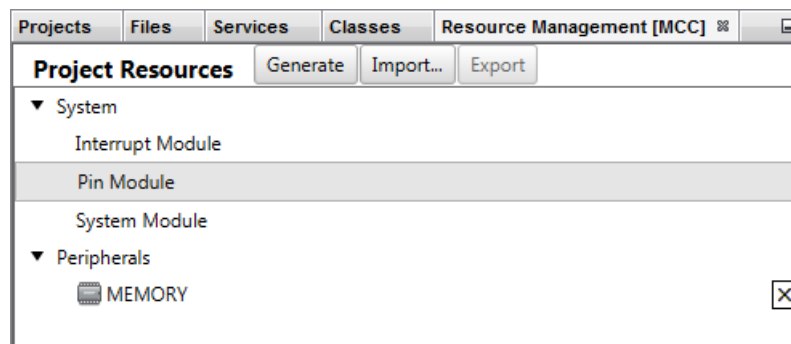 Projects Files Services Classes Resource Management [MCC]
Project Resources Generate Import... Export
System
Interrupt Module
Pin Module
System Module
Peripherals
MEMORY